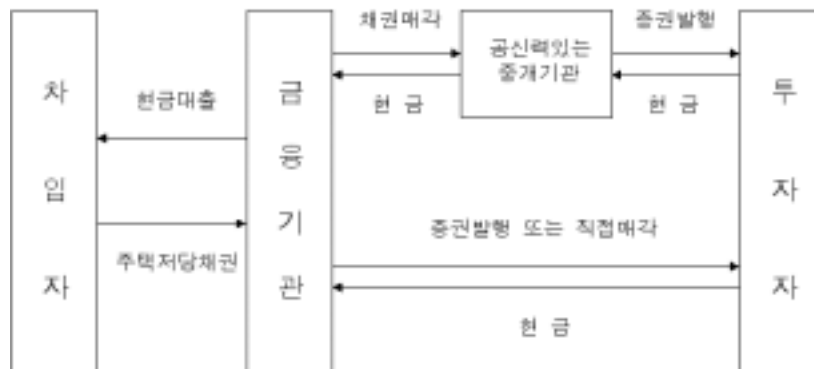 차입자
현금대출
주택저당채권
금융기관
채권매각
현 금
공신력있는
중개기관
증권발행
현 금
증권발행 또는 직접매각
현 금
투자자